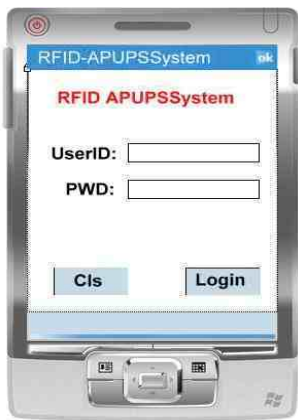 RFID-APUPSSystem ok
RFID APUPSSystem
UserID:
PWD:
Cls Login